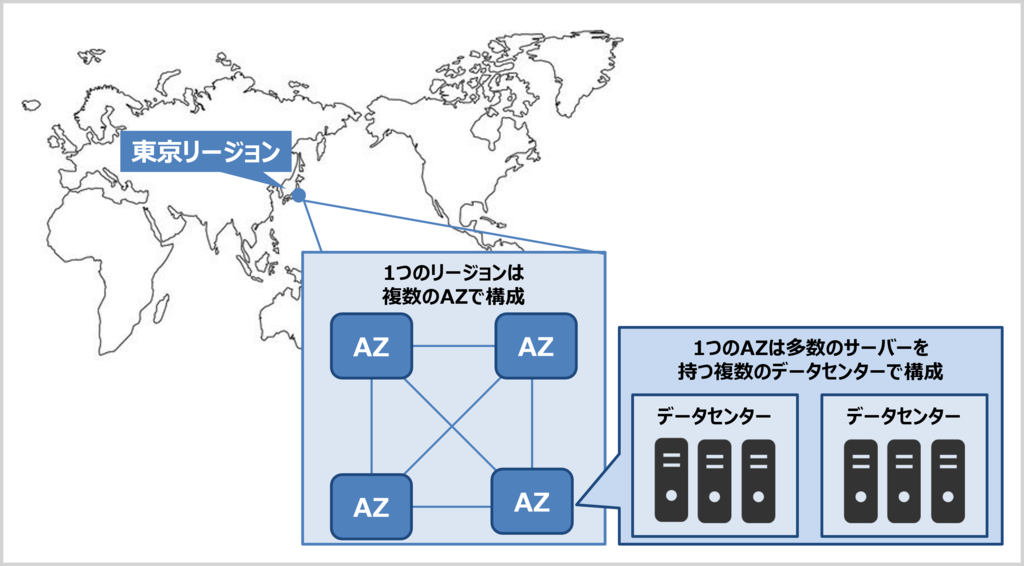 東京リージョン
1つのリージョンは
複数のAZで構成
AZ
AZ
AZ
AZ
1つのAZは多数のサーバーを
持つ複数のデータセンターで構成
データセンター
データセンター